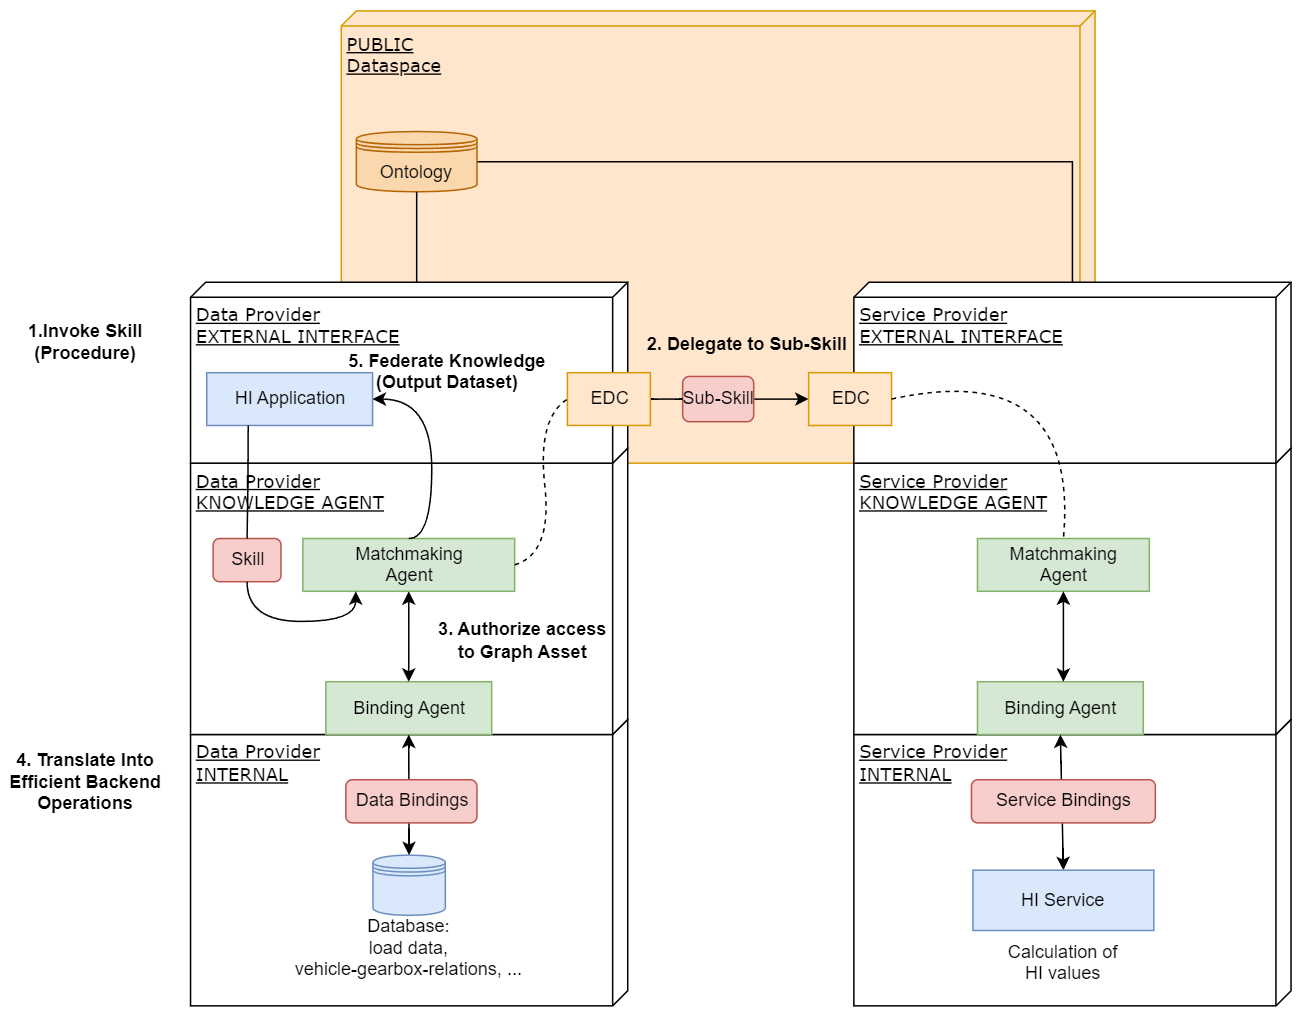 PUBLIC
Dataspace
Ontology
1.Invoke Skill
(Procedure)
Data Provider
EXTERNAL INTERFACE
5. Federate Knowledge
(Output Dataset)
HI Application
EDC
2. Delegate to Sub-Skill
Sub-Skill
Service Provider
EXTERNAL INTERFACE
EDC
Data Provider
KNOWLEDGE AGENT
Skill
Matchmaking
Agent
3. Authorize access
to Graph Asset
Binding Agent
Service Provider
KNOWLEDGE AGENT
Matchmaking
Agent
Binding Agent
4. Translate Into
Efficient Backend
Operations
Data Provider
INTERNAL
Data Bindings
Database:
load data,
vehicle-gearbox-relations, ...
Service Provider
INTERNAL
Service Bindings
HI Service
Calculation of
HI values